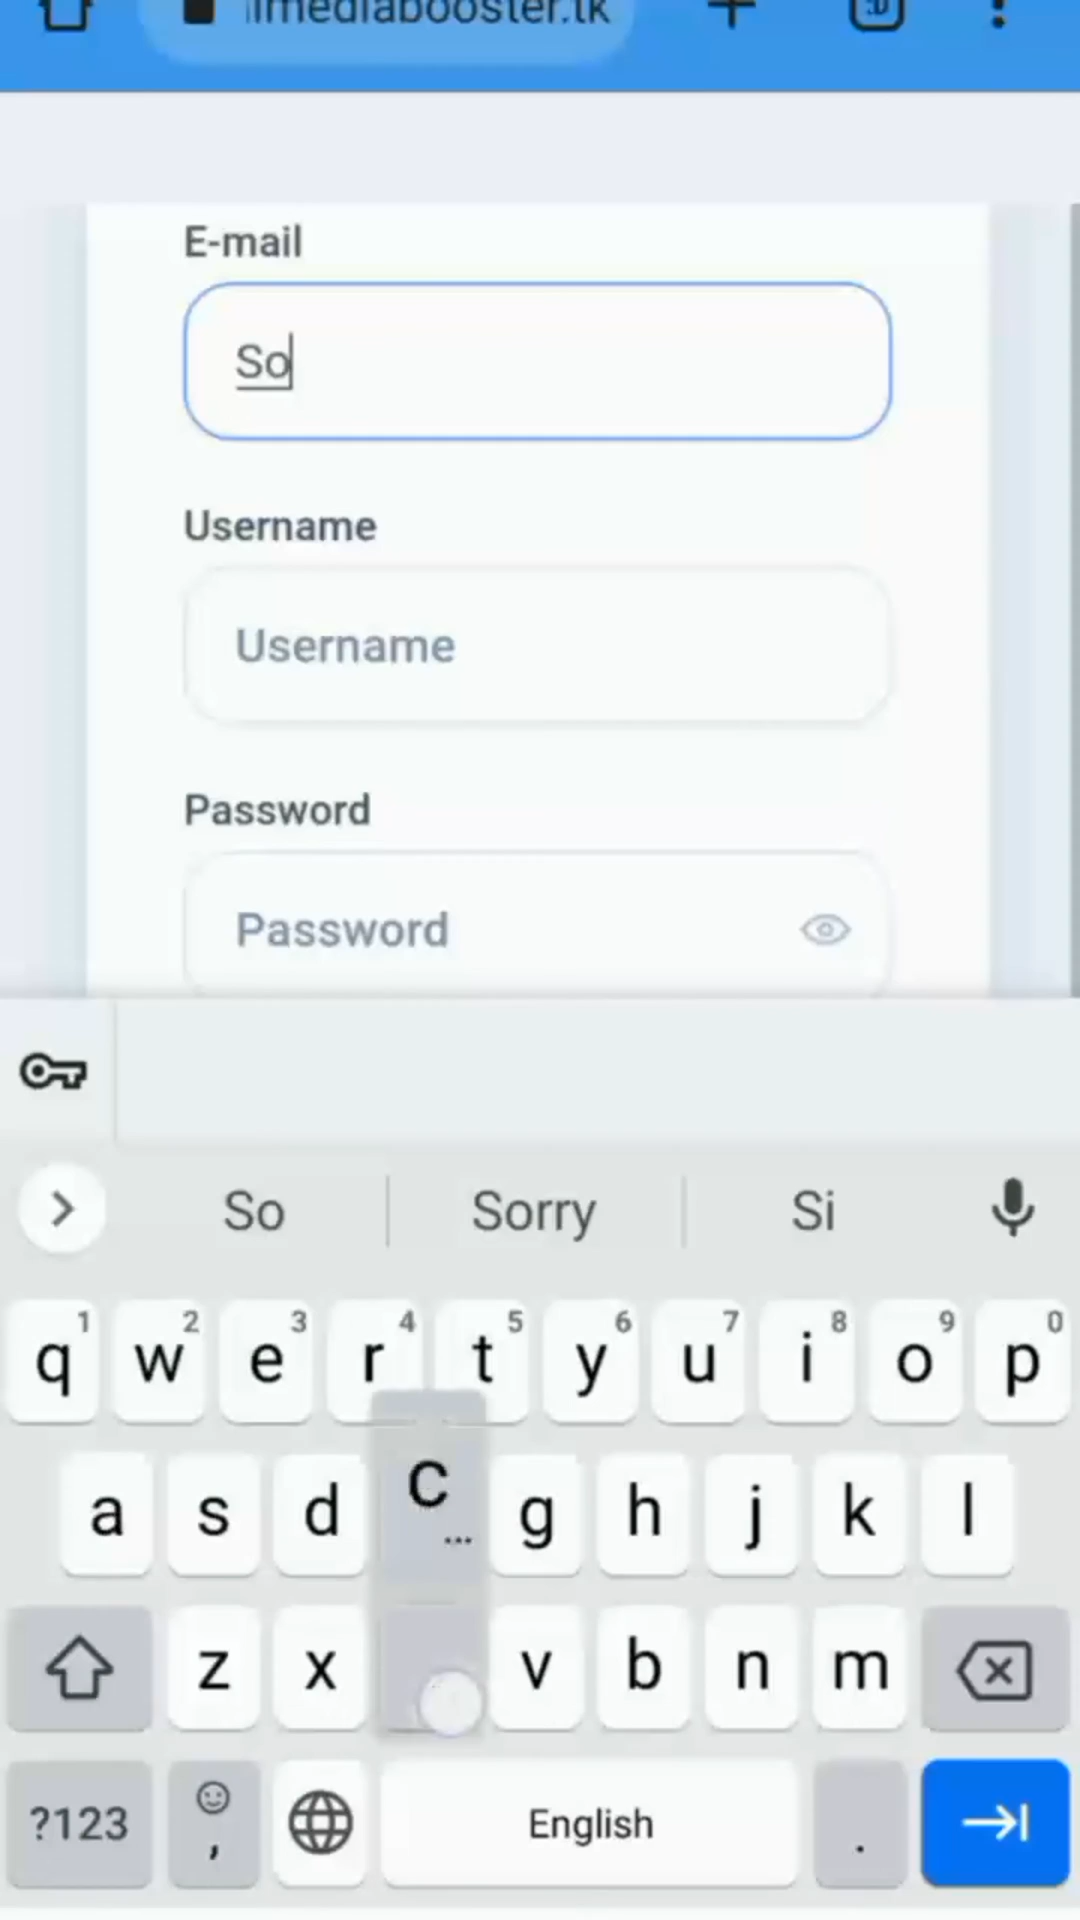 lmediabooster.tk
:D
E-mail
So
Username
Username
Password
Password
So Sorry Si
1 2 3 4 5 6 7 8 9 0
q w e r t y u i o p
a s d C g h j k l
...
z x v b n m
?123 , English .